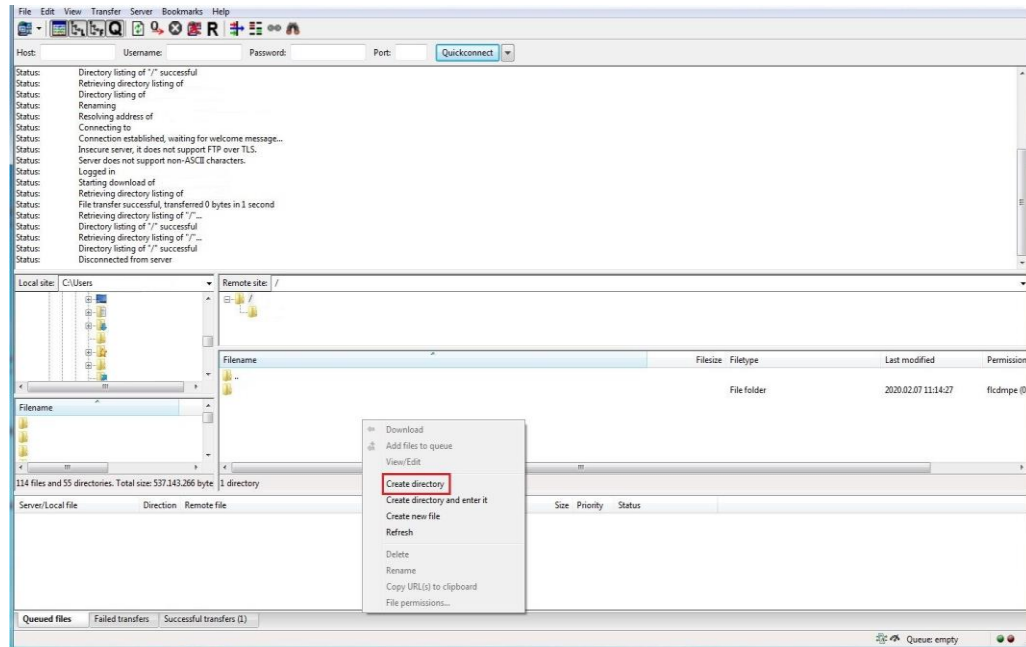 File Edit View Transfer Server Bookmarks Help
Host: Username: Password: Port: Quickconnect
Status: Directory listing of "/" successful
Status: Retrieving directory listing of
Status: Directory listing of
Status: Renaming
Status: Resolving address of
Status: Connecting to
Status: Connection established, waiting for welcome message...
Status: Insecure server, it does not support FTP over TLS.
Status: Server does not support non-ASCII characters.
Status: Logged in
Status: Starting download of
Status: Retrieving directory listing of
Status: File transfer successful, transferred 0 bytes in 1 second
Status: Retrieving directory listing of "/"...
Status: Directory listing of "/" successful
Status: Retrieving directory listing of "/"...
Status: Directory listing of "/" successful
Status: Disconnected from server
Local site: C:\Users
Remote site: /
/
Filename Filesize Filetype Last modified Permission
..
File folder 2020.02.07 11:14:27 flcdmpe (0
Filename
114 files and 55 directories. Total size: 537.143.266 byte
1 directory
Download
Add files to queue
View/Edit
Create directory
Create directory and enter it
Create new file
Refresh
Delete
Rename
Copy URL(s) to clipboard
File permissions...
Server/Local file Direction Remote file Size Priority Status
Queued files Failed transfers Successful transfers (1)
Queue: empty